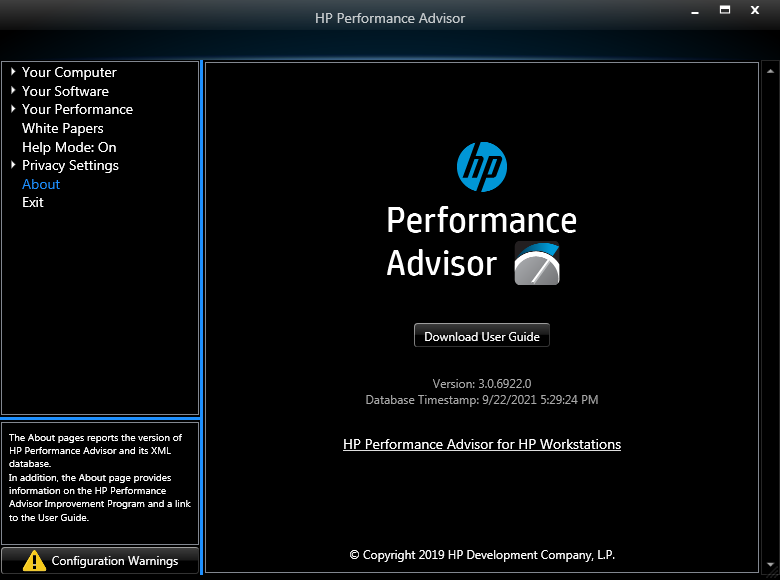 HP Performance Advisor
Your Computer
Your Software
Your Performance
White Papers
Help Mode: On
Privacy Settings
About
Exit
The About pages reports the version of
HP Performance Advisor and its XML
database.
In addition, the About page provides
information on the HP Performance
Advisor Improvement Program and a link
to the User Guide.
Configuration Warnings
hp
Performance
Advisor
Download User Guide
Version: 3.0.6922.0
Database Timestamp: 9/22/2021 5:29:24 PM
HP Performance Advisor for HP Workstations
© Copyright 2019 HP Development Company, L.P.